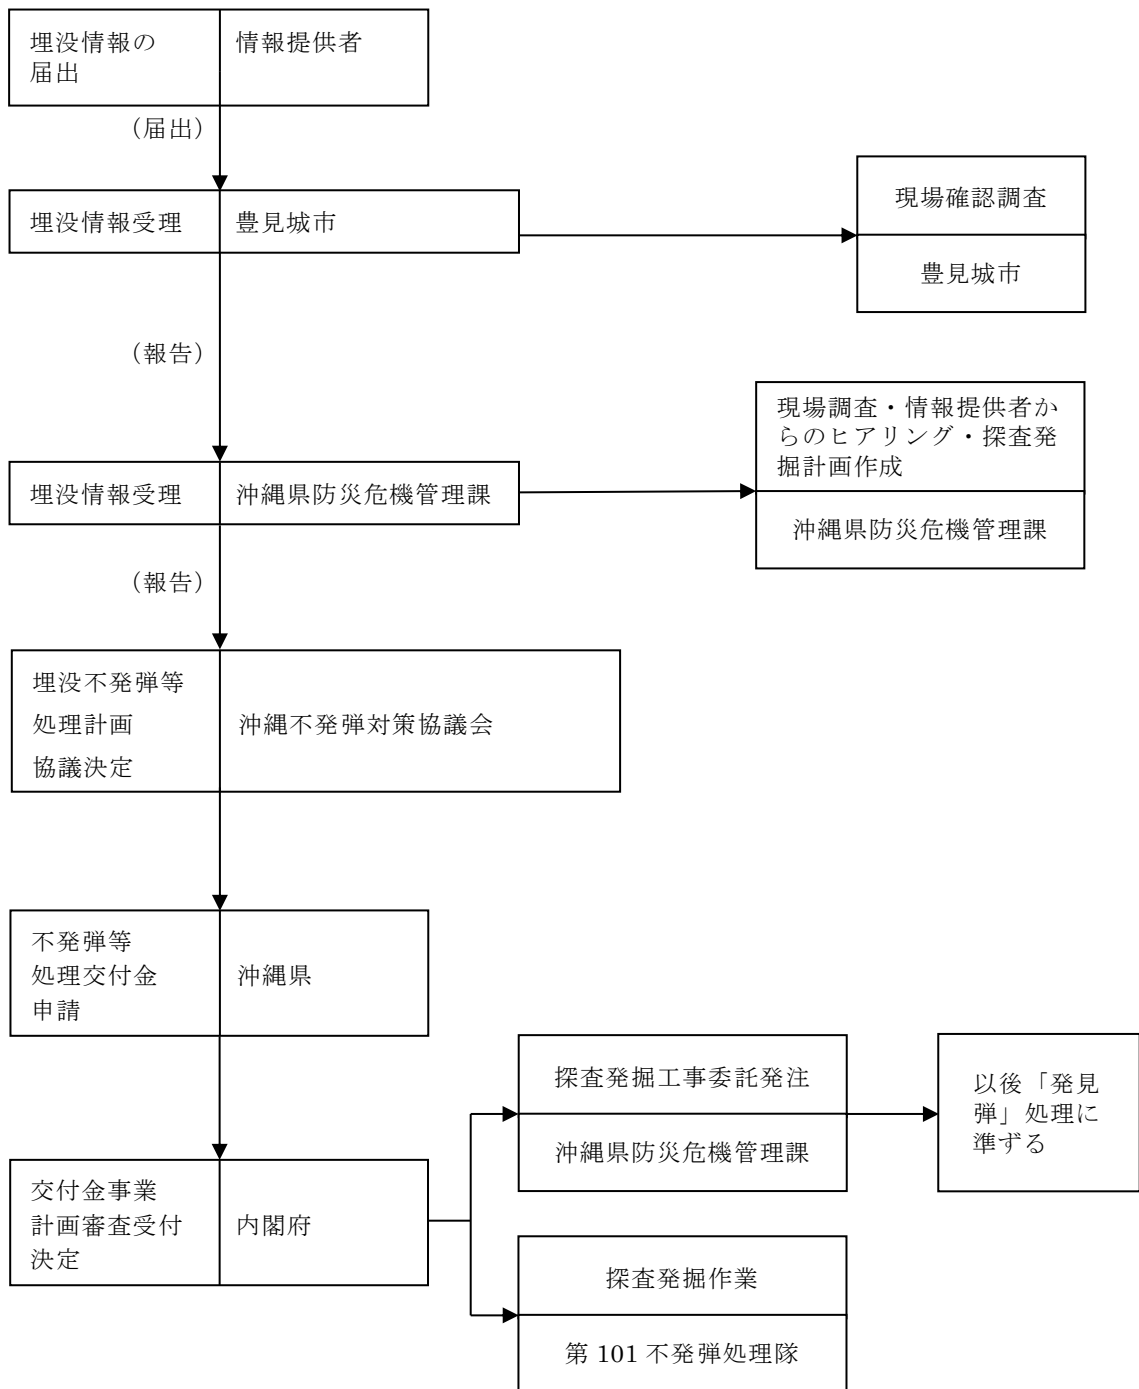 埋没情報の
届出
情報提供者
（届出）
埋没情報受理
豊見城市
現場確認調査
豊見城市
（報告）
現場調査・情報提供者か
らのヒアリング・探査発
掘計画作成
沖縄県防災危機管理課
埋没情報受理
沖縄県防災危機管理課
（報告）
埋没不発弾等
処理計画
協議決定
沖縄不発弾対策協議会
不発弾等
処理交付金
申請
沖縄県
探査発掘工事委託発注
沖縄県防災危機管理課
以後「発見
弾」処理に
準ずる
交付金事業
計画審査受付
決定
内閣府
探査発掘作業
第 101 不発弾処理隊